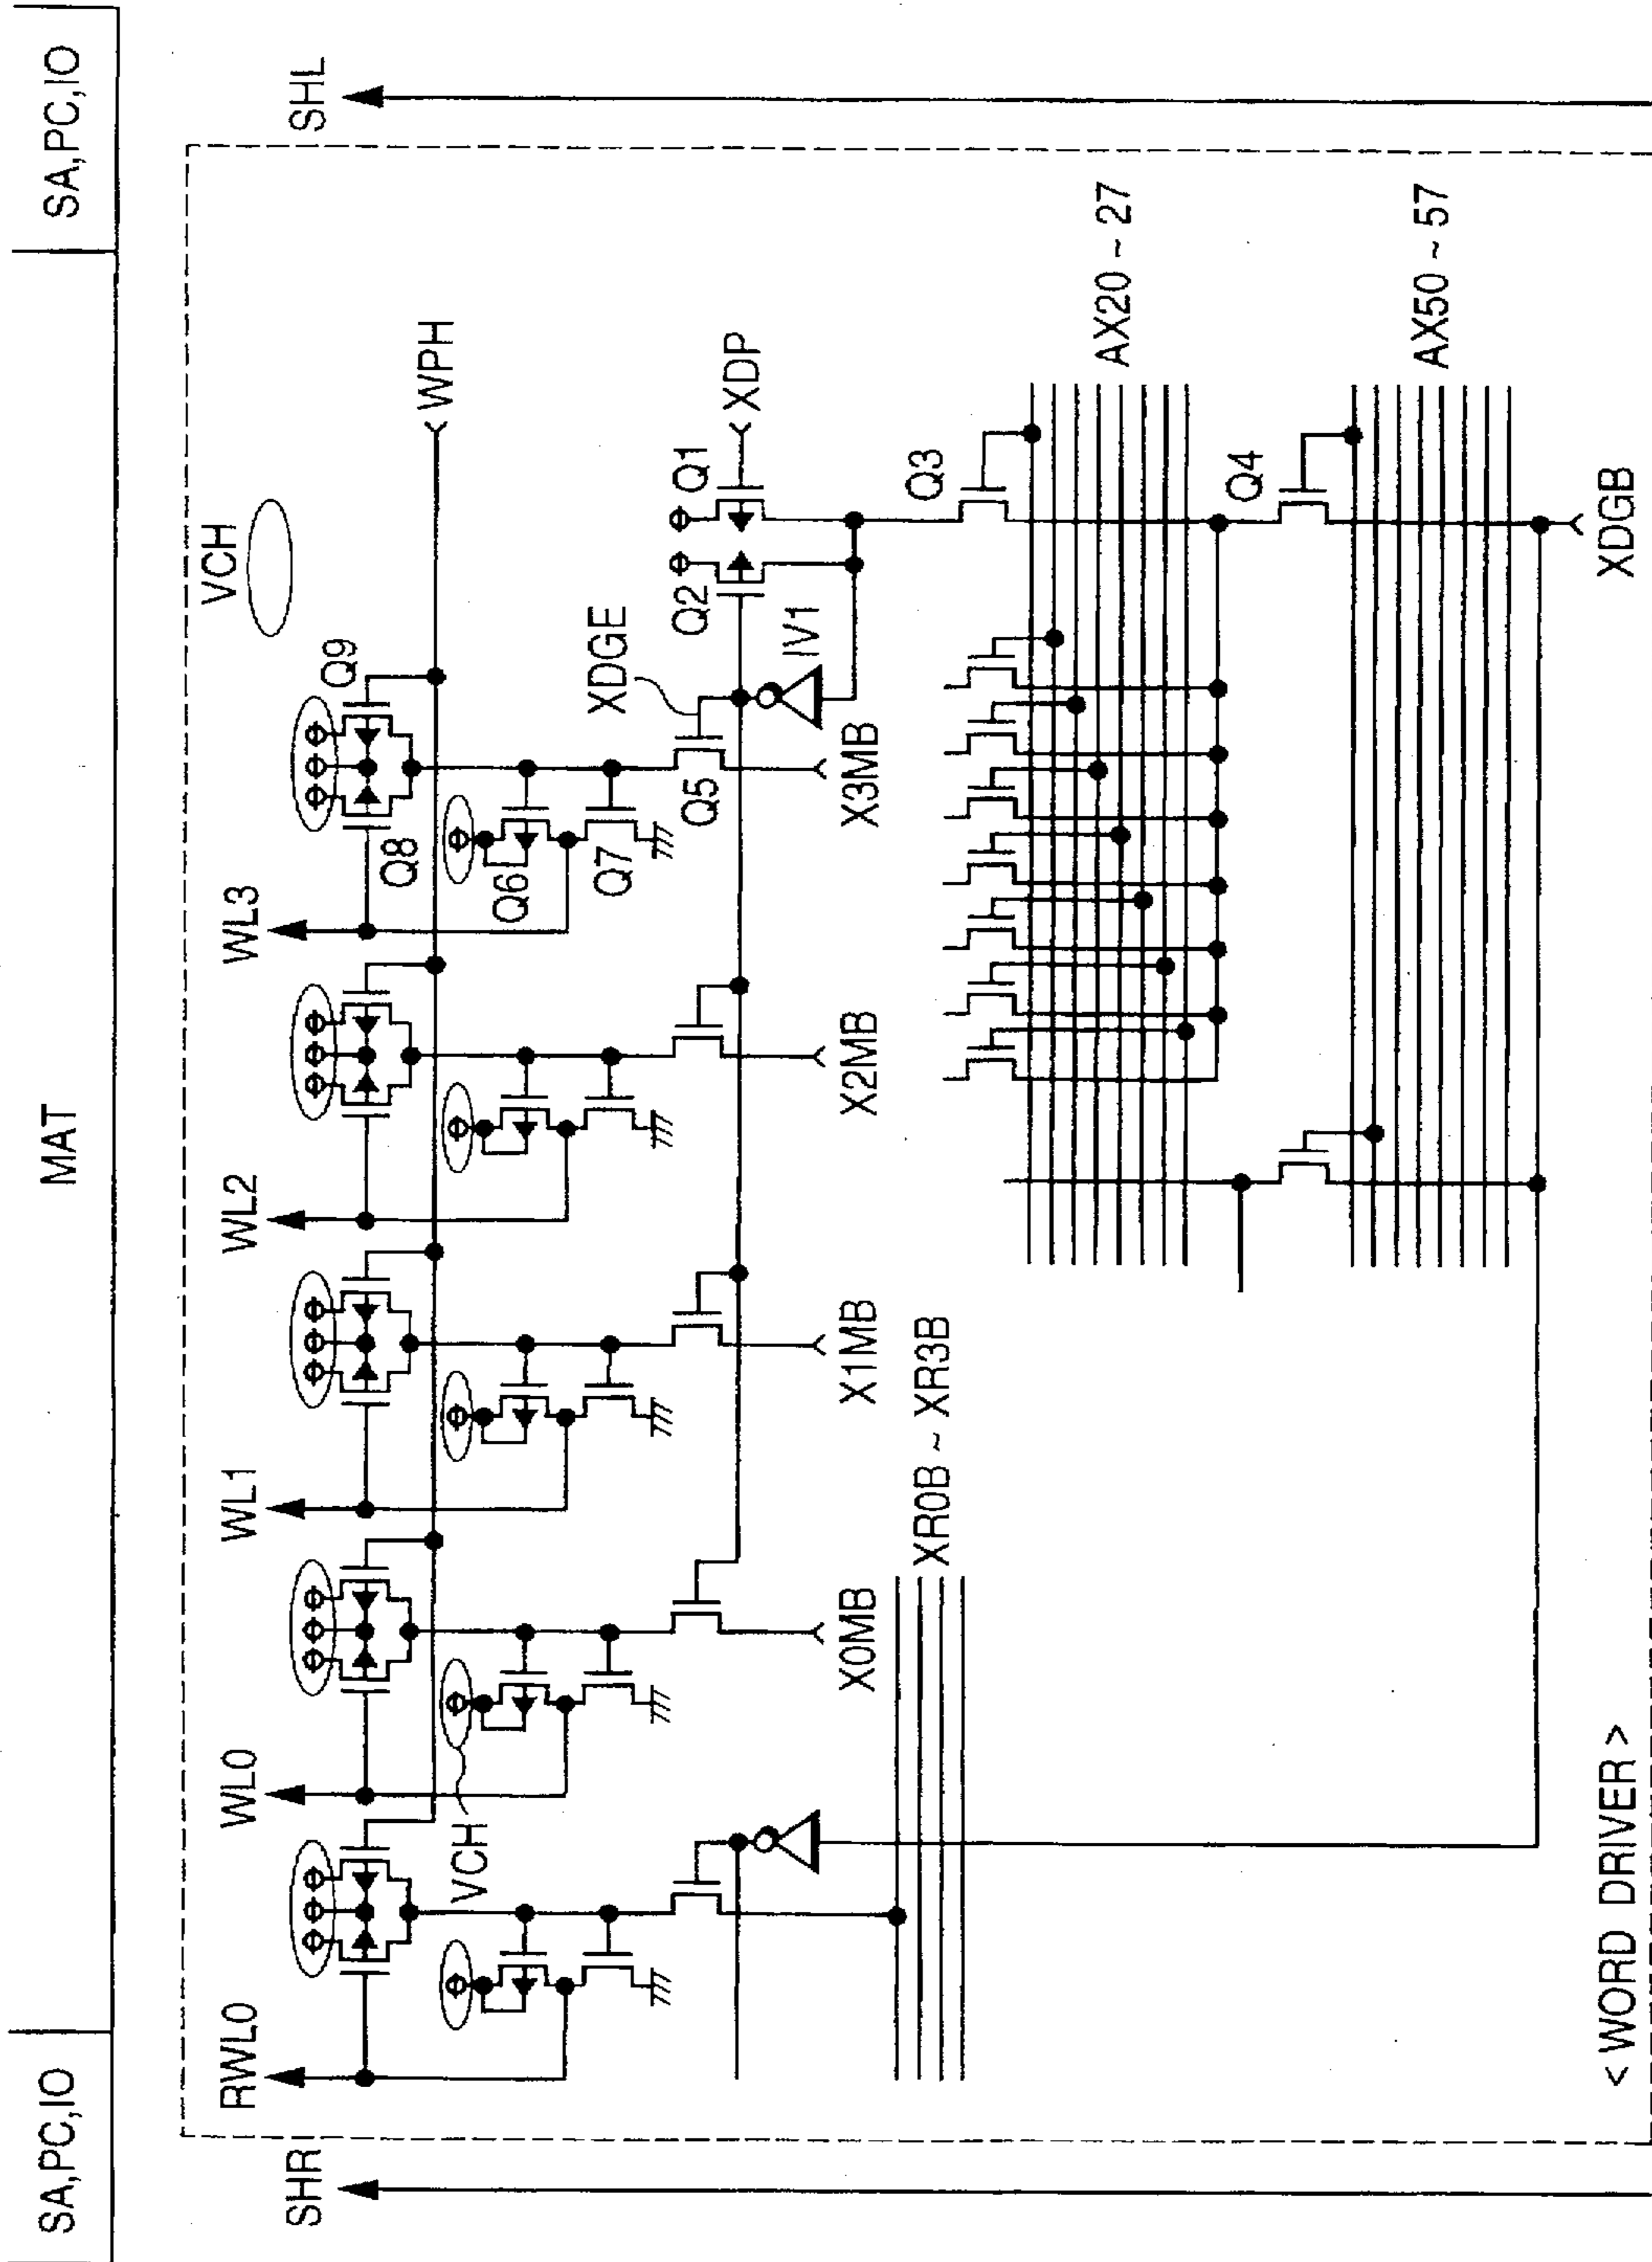 SA,PC,IO
MAT
SA,PC,IO
SHR
SHL
RWL0
WL0
WL1
WL2
WL3
VCH
Q9
WPH
Q8
VCH
Q6
Q7
XDGE
Q5
Q2
Q1
XDP
IV1
X0MB
X1MB
X2MB
X3MB
XR0B ~ XR3B
Q3
AX20 ~ 27
Q4
AX50 ~ 57
XDGB
< WORD DRIVER >